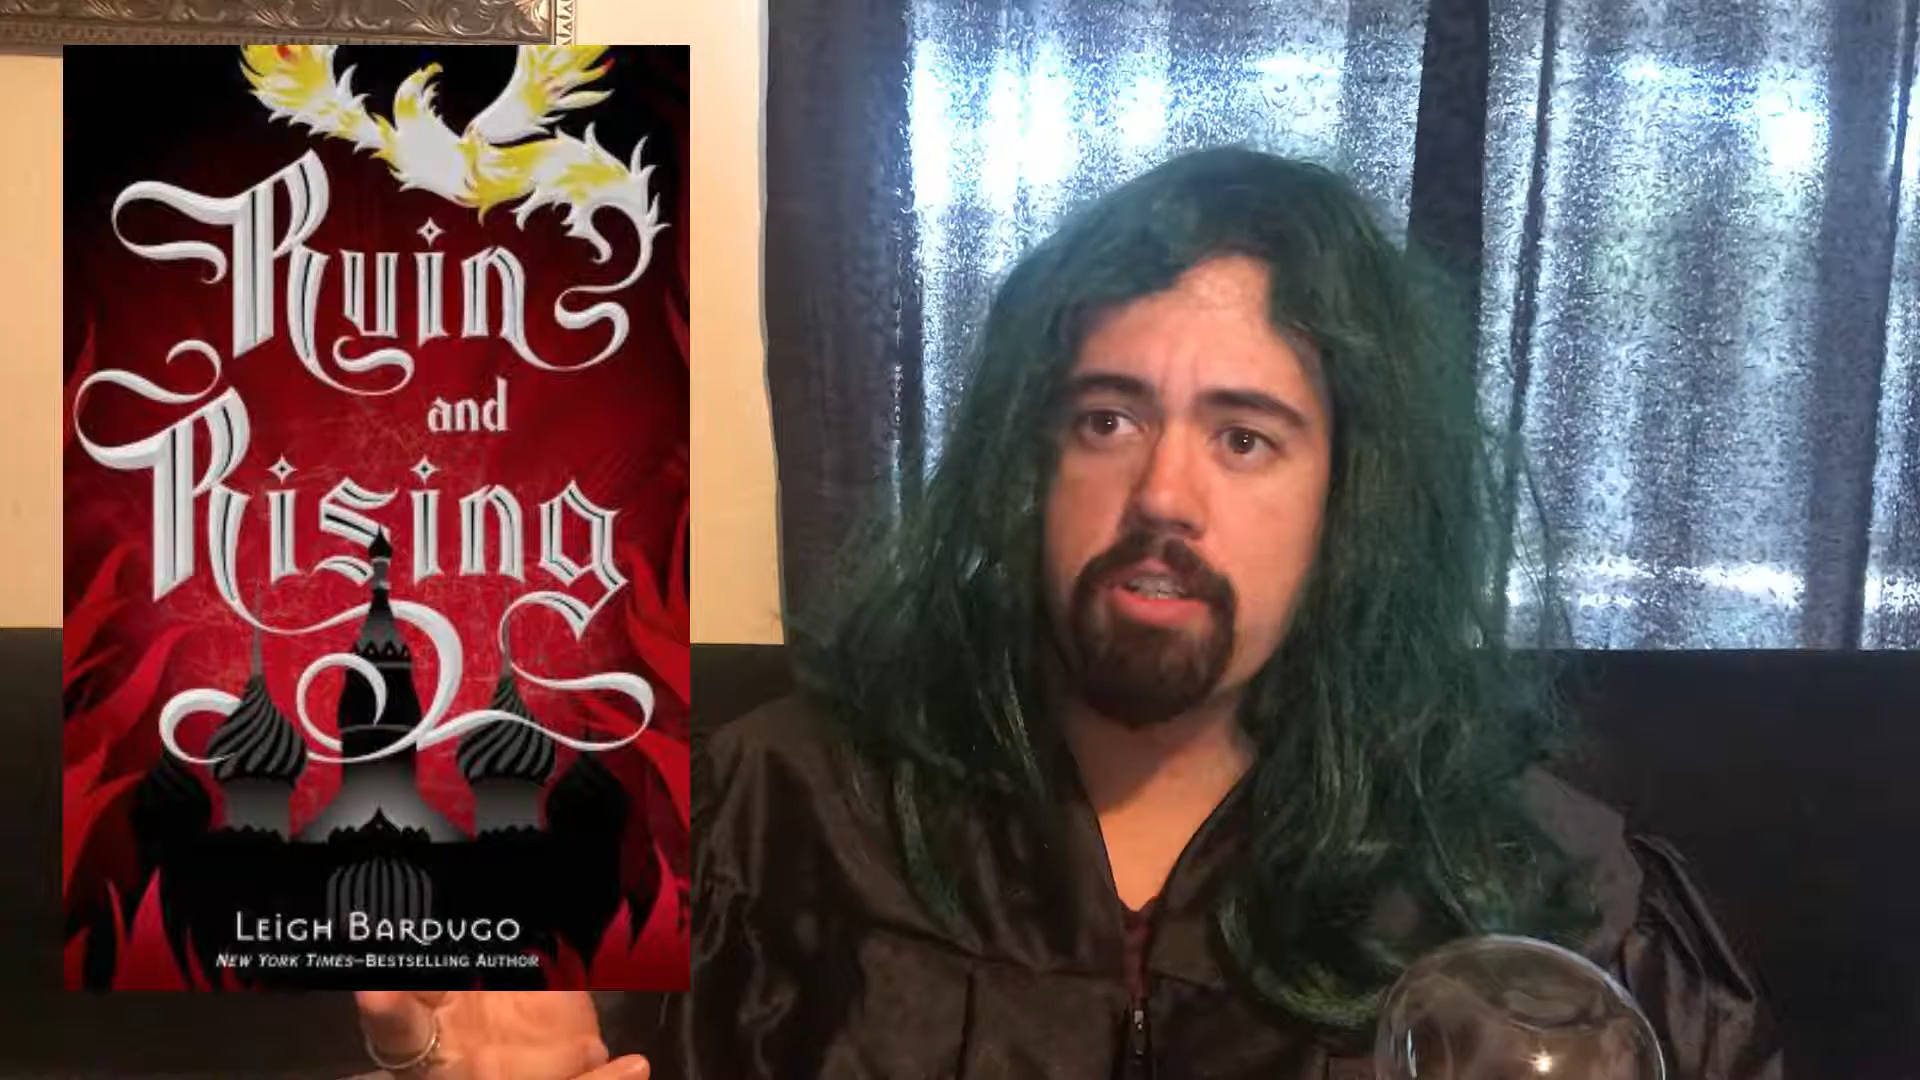 Ruin
and
Rising
Leigh Bardugo
New York Times–Bestselling Author